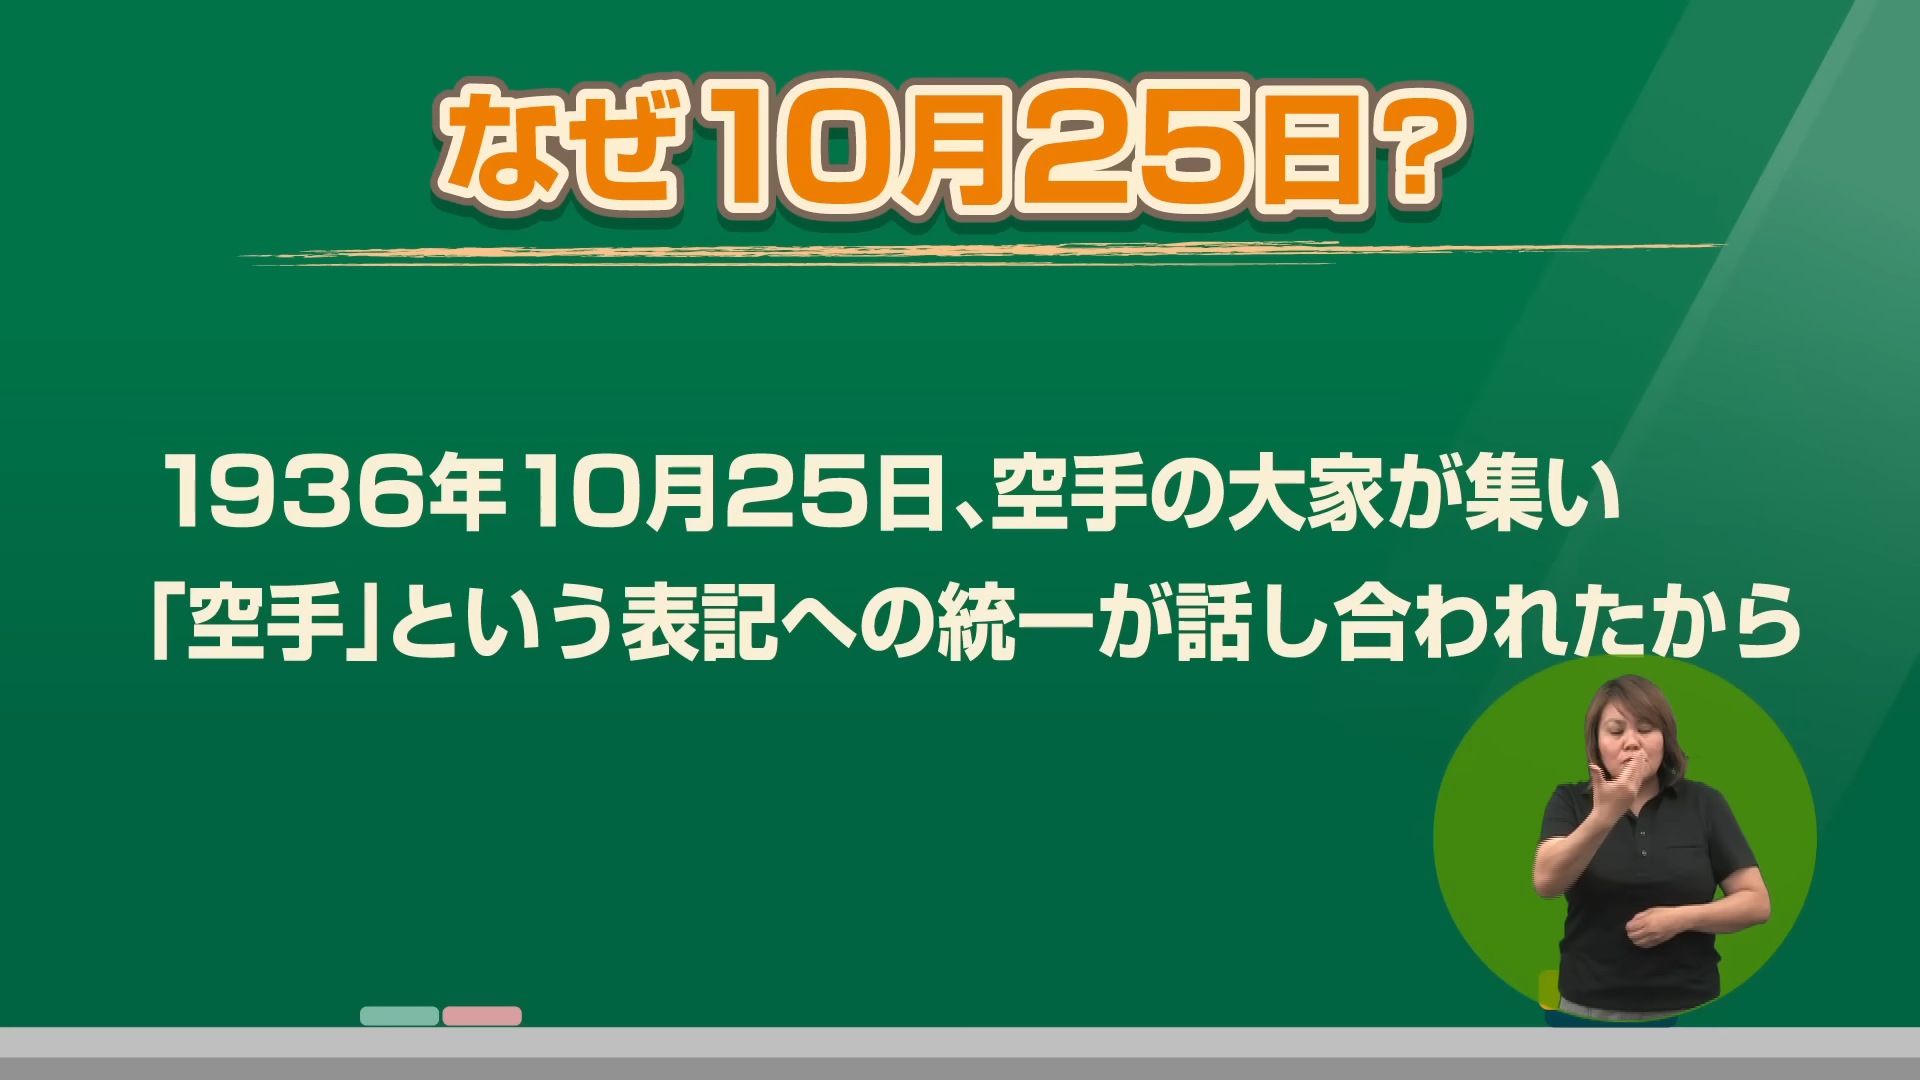 なぜ10月25日?
1936年10月25日、空手の大家が集い
「空手」という表記への統一が話し合われたから